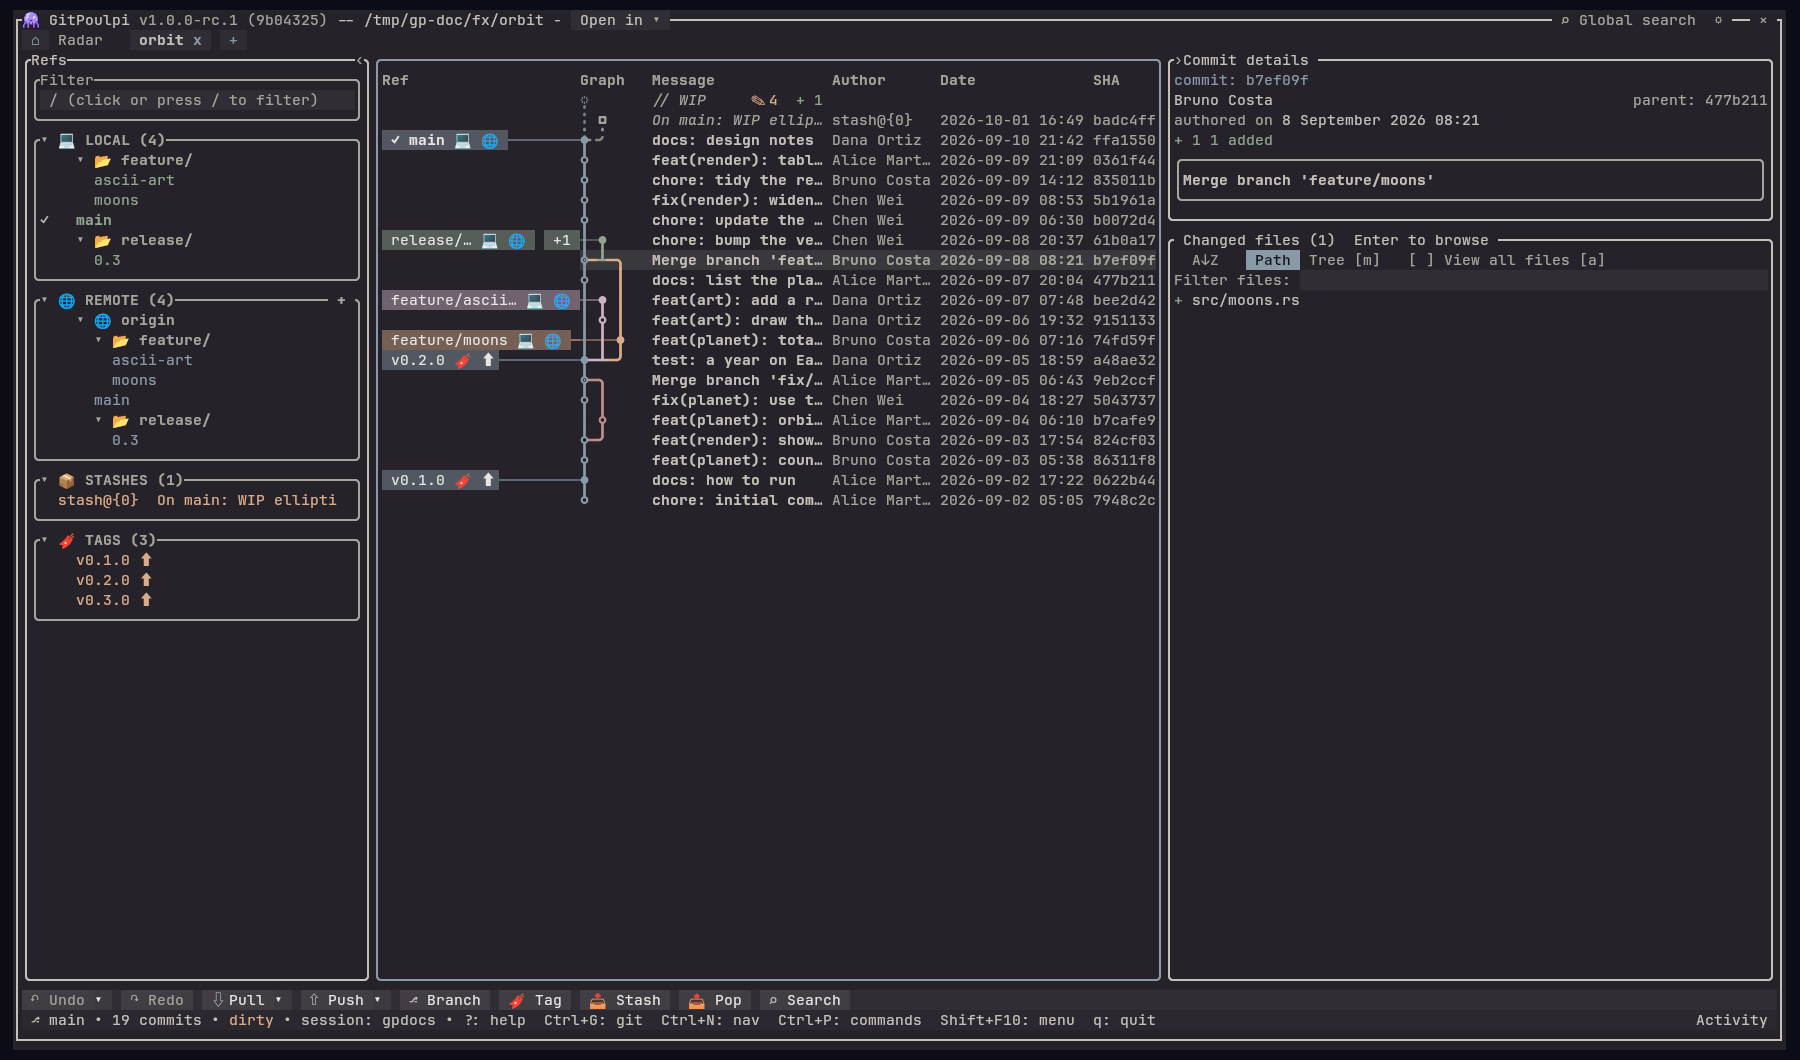 GitPoulpi v1.0.0-rc.1 (9b04325) -- /tmp/gp-doc/fx/orbit - Open in ▾ ⌕ Global search ×
⌂ Radar orbit x +
Refs
Filter
/ (click or press / to filter)
LOCAL (4)
feature/
ascii-art
moons
✓ main
release/
0.3
REMOTE (4) +
origin
feature/
ascii-art
moons
main
release/
0.3
STASHES (1)
stash@{0} On main: WIP ellipti
TAGS (3)
v0.1.0 ⬆
v0.2.0 ⬆
v0.3.0 ⬆
Ref Graph Message Author Date SHA
// WIP ✎ 4 + 1
On main: WIP ellip… stash@{0} 2026-10-01 16:49 badc4ff
✓ main docs: design notes Dana Ortiz 2026-09-10 21:42 ffa1550
feat(render): tabl… Alice Mart… 2026-09-09 21:09 0361f44
chore: tidy the re… Bruno Costa 2026-09-09 14:12 835011b
fix(render): widen… Chen Wei 2026-09-09 08:53 5b1961a
chore: update the … Chen Wei 2026-09-09 06:30 b0072d4
release/… +1 chore: bump the ve… Chen Wei 2026-09-08 20:37 61b0a17
Merge branch 'feat… Bruno Costa 2026-09-08 08:21 b7ef09f
docs: list the pla… Bruno Costa 2026-09-07 20:04 477b211
feature/ascii… feat(art): add a r… Dana Ortiz 2026-09-07 07:48 bee2d42
feat(art): draw th… Dana Ortiz 2026-09-06 19:32 9151133
feature/moons feat(planet): tota… Bruno Costa 2026-09-06 07:16 74fd59f
v0.2.0 ⬆ test: a year on Ea… Dana Ortiz 2026-09-05 18:59 a48ae32
Merge branch 'fix/… Alice Mart… 2026-09-05 06:43 9eb2ccf
fix(planet): use t… Chen Wei 2026-09-04 18:27 5043737
feat(planet): orbi… Alice Mart… 2026-09-04 06:10 b7cafe9
feat(render): show… Bruno Costa 2026-09-03 17:54 824cf03
feat(planet): coun… Bruno Costa 2026-09-03 05:38 86311f8
v0.1.0 ⬆ docs: how to run Alice Mart… 2026-09-02 17:22 0622b44
chore: initial com… Alice Mart… 2026-09-02 05:05 7948c2c
Commit details
commit: b7ef09f
Bruno Costa parent: 477b211
authored on 8 September 2026 08:21
+ 1 1 added
Merge branch 'feature/moons'
Changed files (1) Enter to browse
A↓Z Path Tree [m] [ ] View all files [a]
Filter files:
+ src/moons.rs
Undo ▾ Redo Pull ▾ Push ▾ Branch Tag Stash Pop Search
main • 19 commits • dirty • session: gpdocs • ?: help Ctrl+G: git Ctrl+N: nav Ctrl+P: commands Shift+F10: menu q: quit Activity